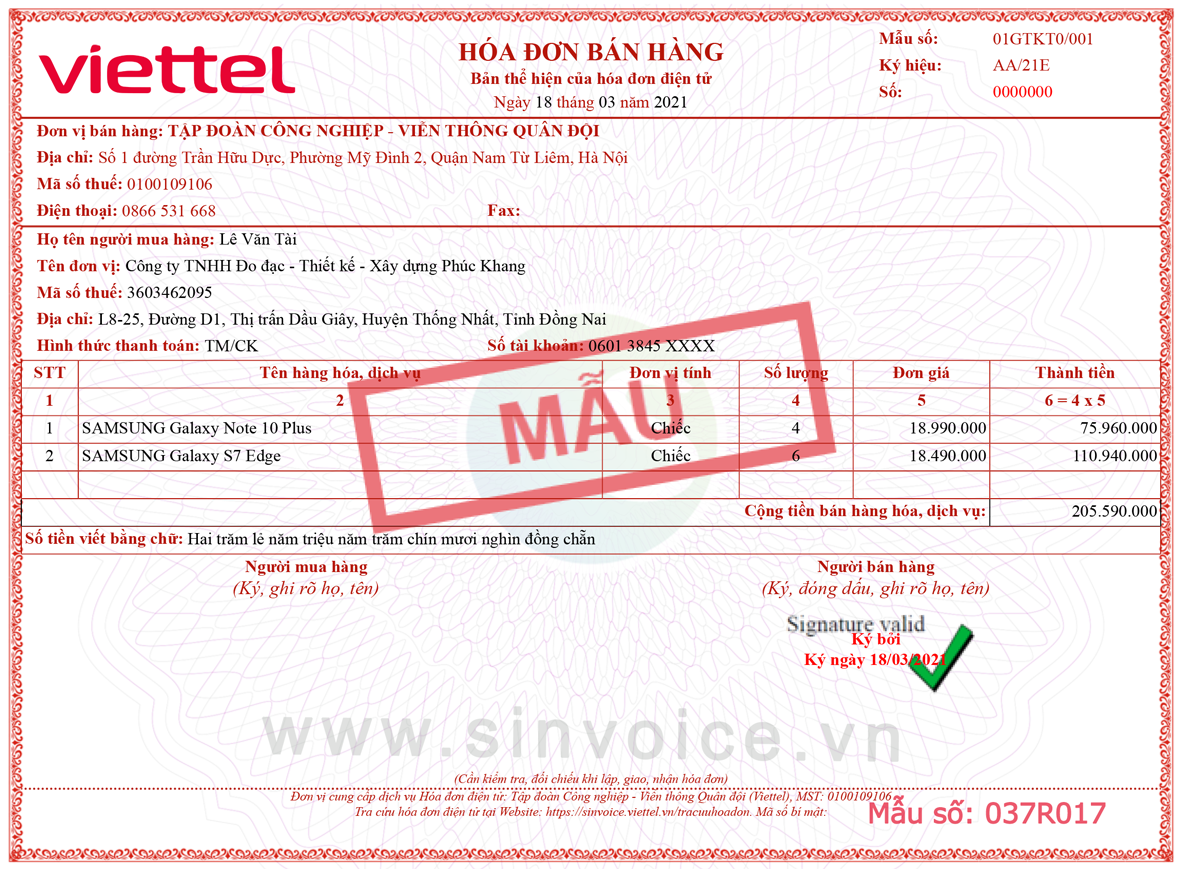 viettel
HÓA ĐƠN BÁN HÀNG
Bản thể hiện của hóa đơn điện tử
Ngày 18 tháng 03 năm 2021
Mẫu số: 01GTKT0/001
Ký hiệu: AA/21E
Số: 0000000
Đơn vị bán hàng: TẬP ĐOÀN CÔNG NGHIỆP - VIỄN THÔNG QUÂN ĐỘI
Địa chỉ: Số 1 đường Trần Hữu Dực, Phường Mỹ Đình 2, Quận Nam Từ Liêm, Hà Nội
Mã số thuế: 0100109106
Điện thoại: 0866 531 668 Fax:
Họ tên người mua hàng: Lê Văn Tài
Tên đơn vị: Công ty TNHH Đo đạc - Thiết kế - Xây dựng Phúc Khang
Mã số thuế: 3603462095
Địa chỉ: L8-25, Đường D1, Thị trấn Dầu Giây, Huyện Thống Nhất, Tỉnh Đồng Nai
Hình thức thanh toán: TM/CK Số tài khoản: 0601 3845 XXXX
STT Tên hàng hóa, dịch vụ Đơn vị tính Số lượng Đơn giá Thành tiền
1 2 3 4 5 6 = 4 x 5
1 SAMSUNG Galaxy Note 10 Plus Chiếc 4 18.990.000 75.960.000
2 SAMSUNG Galaxy S7 Edge Chiếc 6 18.490.000 110.940.000
MẪU
Cộng tiền bán hàng hóa, dịch vụ: 205.590.000
Số tiền viết bằng chữ: Hai trăm lẻ năm triệu năm trăm chín mươi nghìn đồng chẵn
Người mua hàng Người bán hàng
(Ký, ghi rõ họ, tên) (Ký, đóng dấu, ghi rõ họ, tên)
Signature valid
Ký bởi
Ký ngày 18/03/2021
www.sinvoice.vn
(Cần kiểm tra, đối chiếu khi lập, giao, nhận hóa đơn)
Đơn vị cung cấp dịch vụ Hóa đơn điện tử: Tập đoàn Công nghiệp - Viễn thông Quân đội (Viettel), MST: 0100109106
Tra cứu hóa đơn điện tử tại Website: https://sinvoice.viettel.vn/tracuuhoadon. Mã số bí mật:
Mẫu số: 037R017